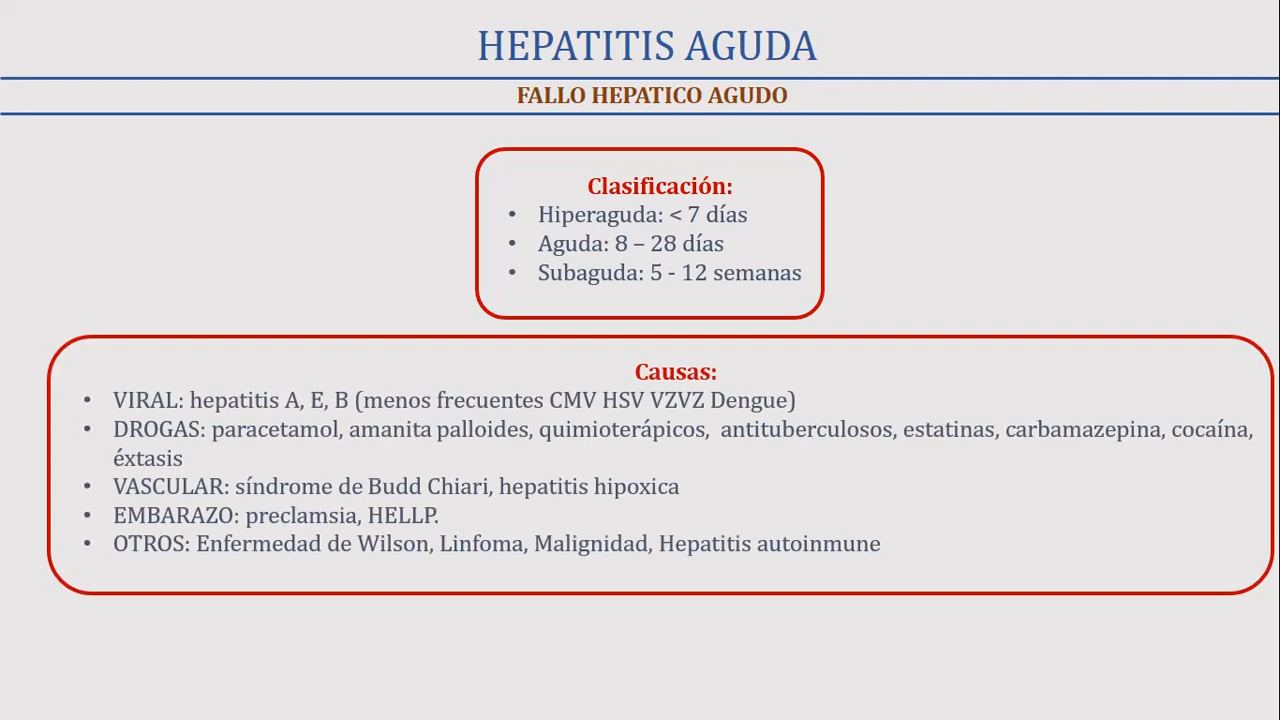 HEPATITIS AGUDA
FALLO HEPATICO AGUDO
Clasificación:
• Hiperaguda: < 7 días
• Aguda: 8 – 28 días
• Subaguda: 5 - 12 semanas
Causas:
• VIRAL: hepatitis A, E, B (menos frecuentes CMV HSV VZVZ Dengue)
• DROGAS: paracetamol, amanita palloides, quimioterápicos, antituberculosos, estatinas, carbamazepina, cocaína,
éxtasis
• VASCULAR: síndrome de Budd Chiari, hepatitis hipoxica
• EMBARAZO: preclamsia, HELLP.
• OTROS: Enfermedad de Wilson, Linfoma, Malignidad, Hepatitis autoinmune